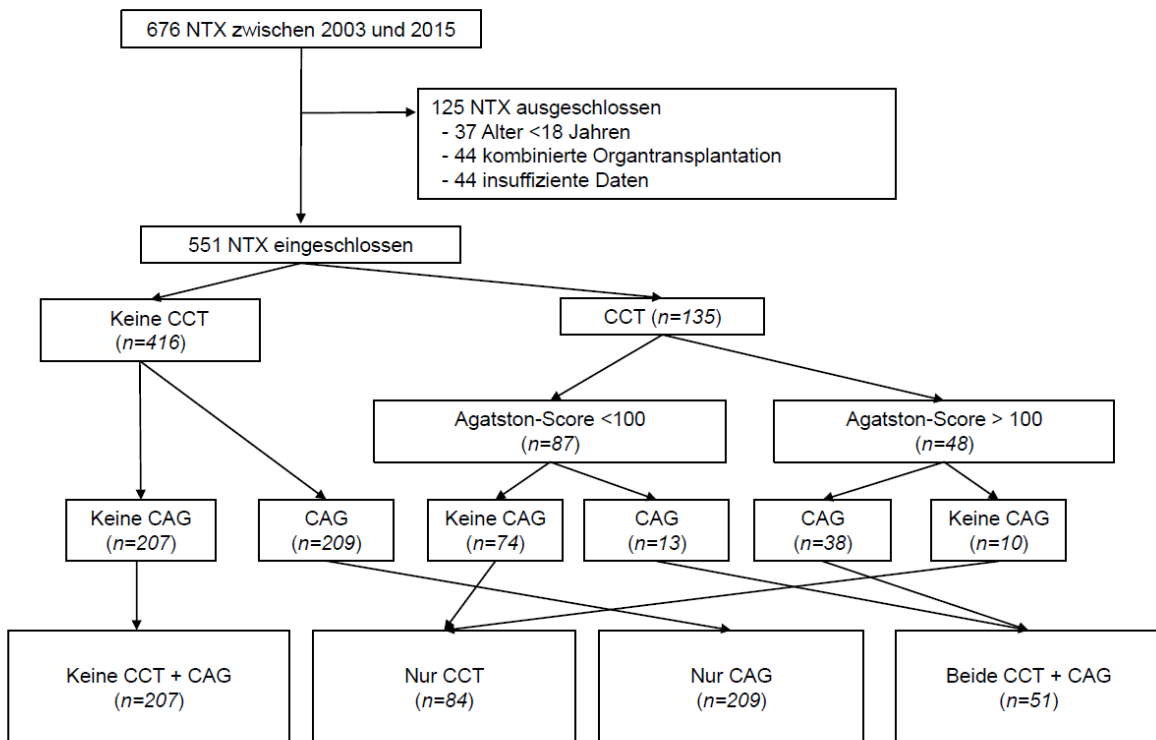 676 NTX zwischen 2003 und 2015
125 NTX ausgeschlossen
- 37 Alter <18 Jahren
- 44 kombinierte Organtransplantation
- 44 insuffiziente Daten
551 NTX eingeschlossen
Keine CCT
(n=416)
CCT (n=135)
Agatston-Score <100
(n=87)
Agatston-Score > 100
(n=48)
Keine CAG
(n=207)
CAG
(n=209)
Keine CAG
(n=74)
CAG
(n=13)
CAG
(n=38)
Keine CAG
(n=10)
Keine CCT + CAG
(n=207)
Nur CCT
(n=84)
Nur CAG
(n=209)
Beide CCT + CAG
(n=51)